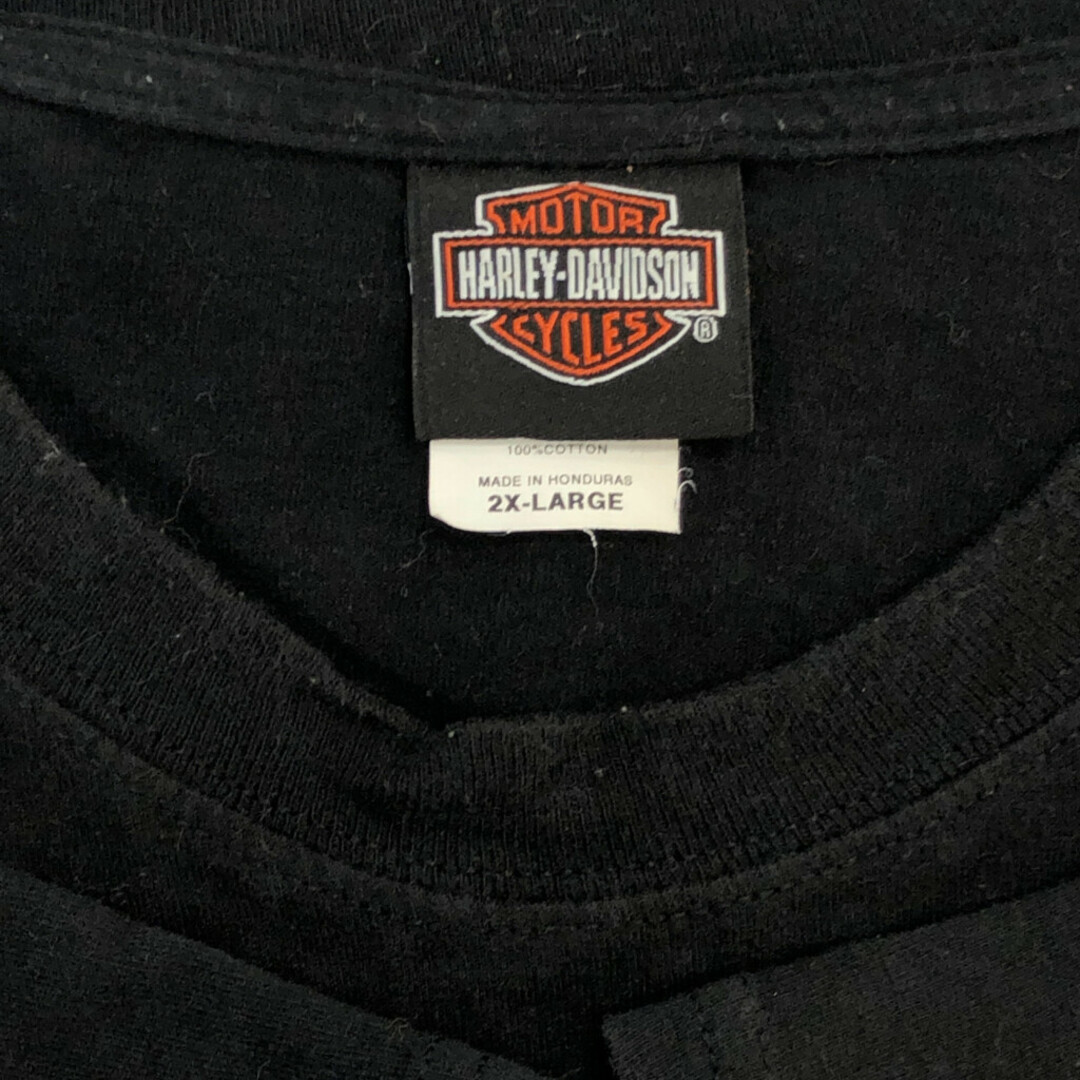 MOTOR
HARLEY-DAVIDSON
CYCLES
®
100%COTTON
MADE IN HONDURAS
2X-LARGE